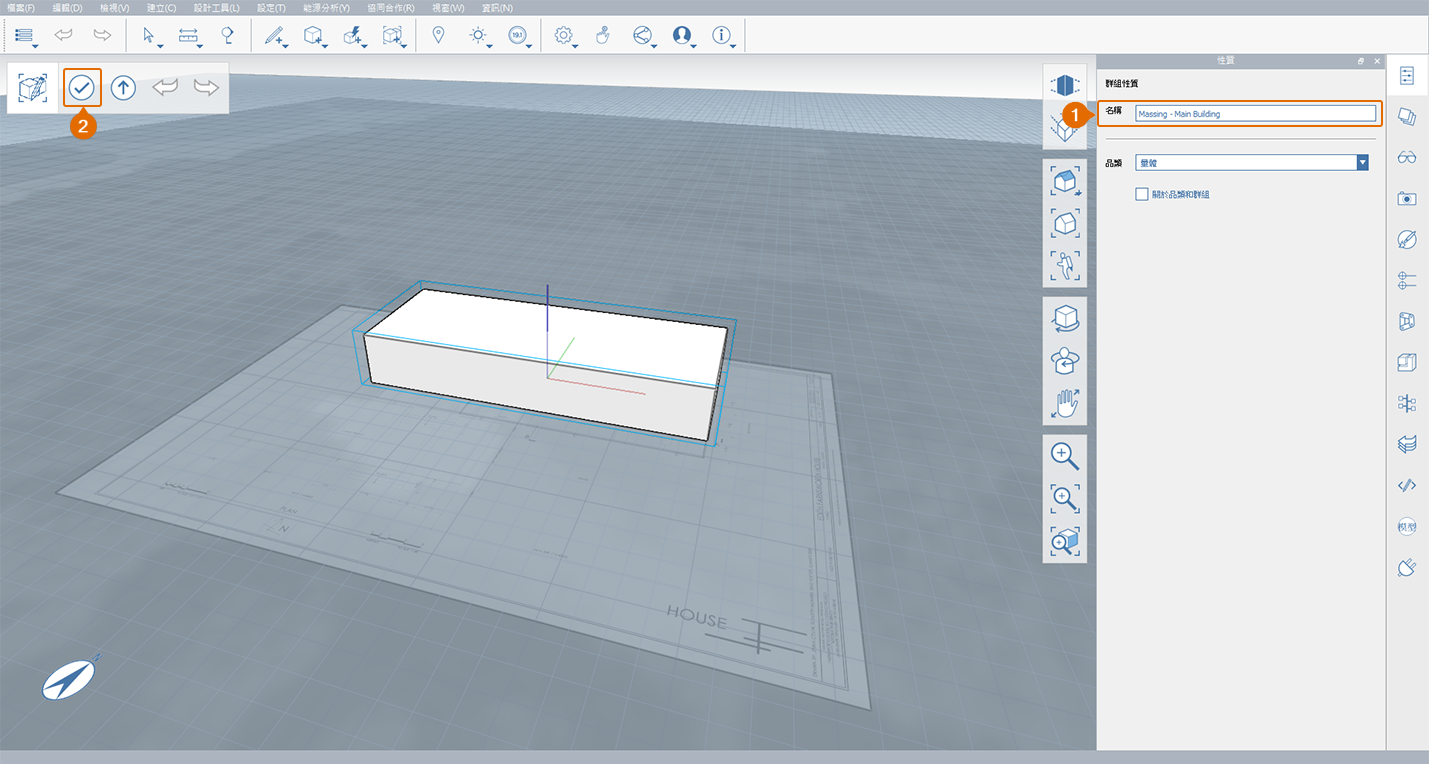 檔案(F) 編輯(D) 檢視(V) 建立(C) 設計工具(L) 設定(T) 能源分析(Y) 協同合作(R) 視窗(W) 資訊(N)
191
2
性質
群組性質
1
名稱 Massing - Main Building
品類 量體
關於品類和群組
模型
PLAN
N
HOUSE